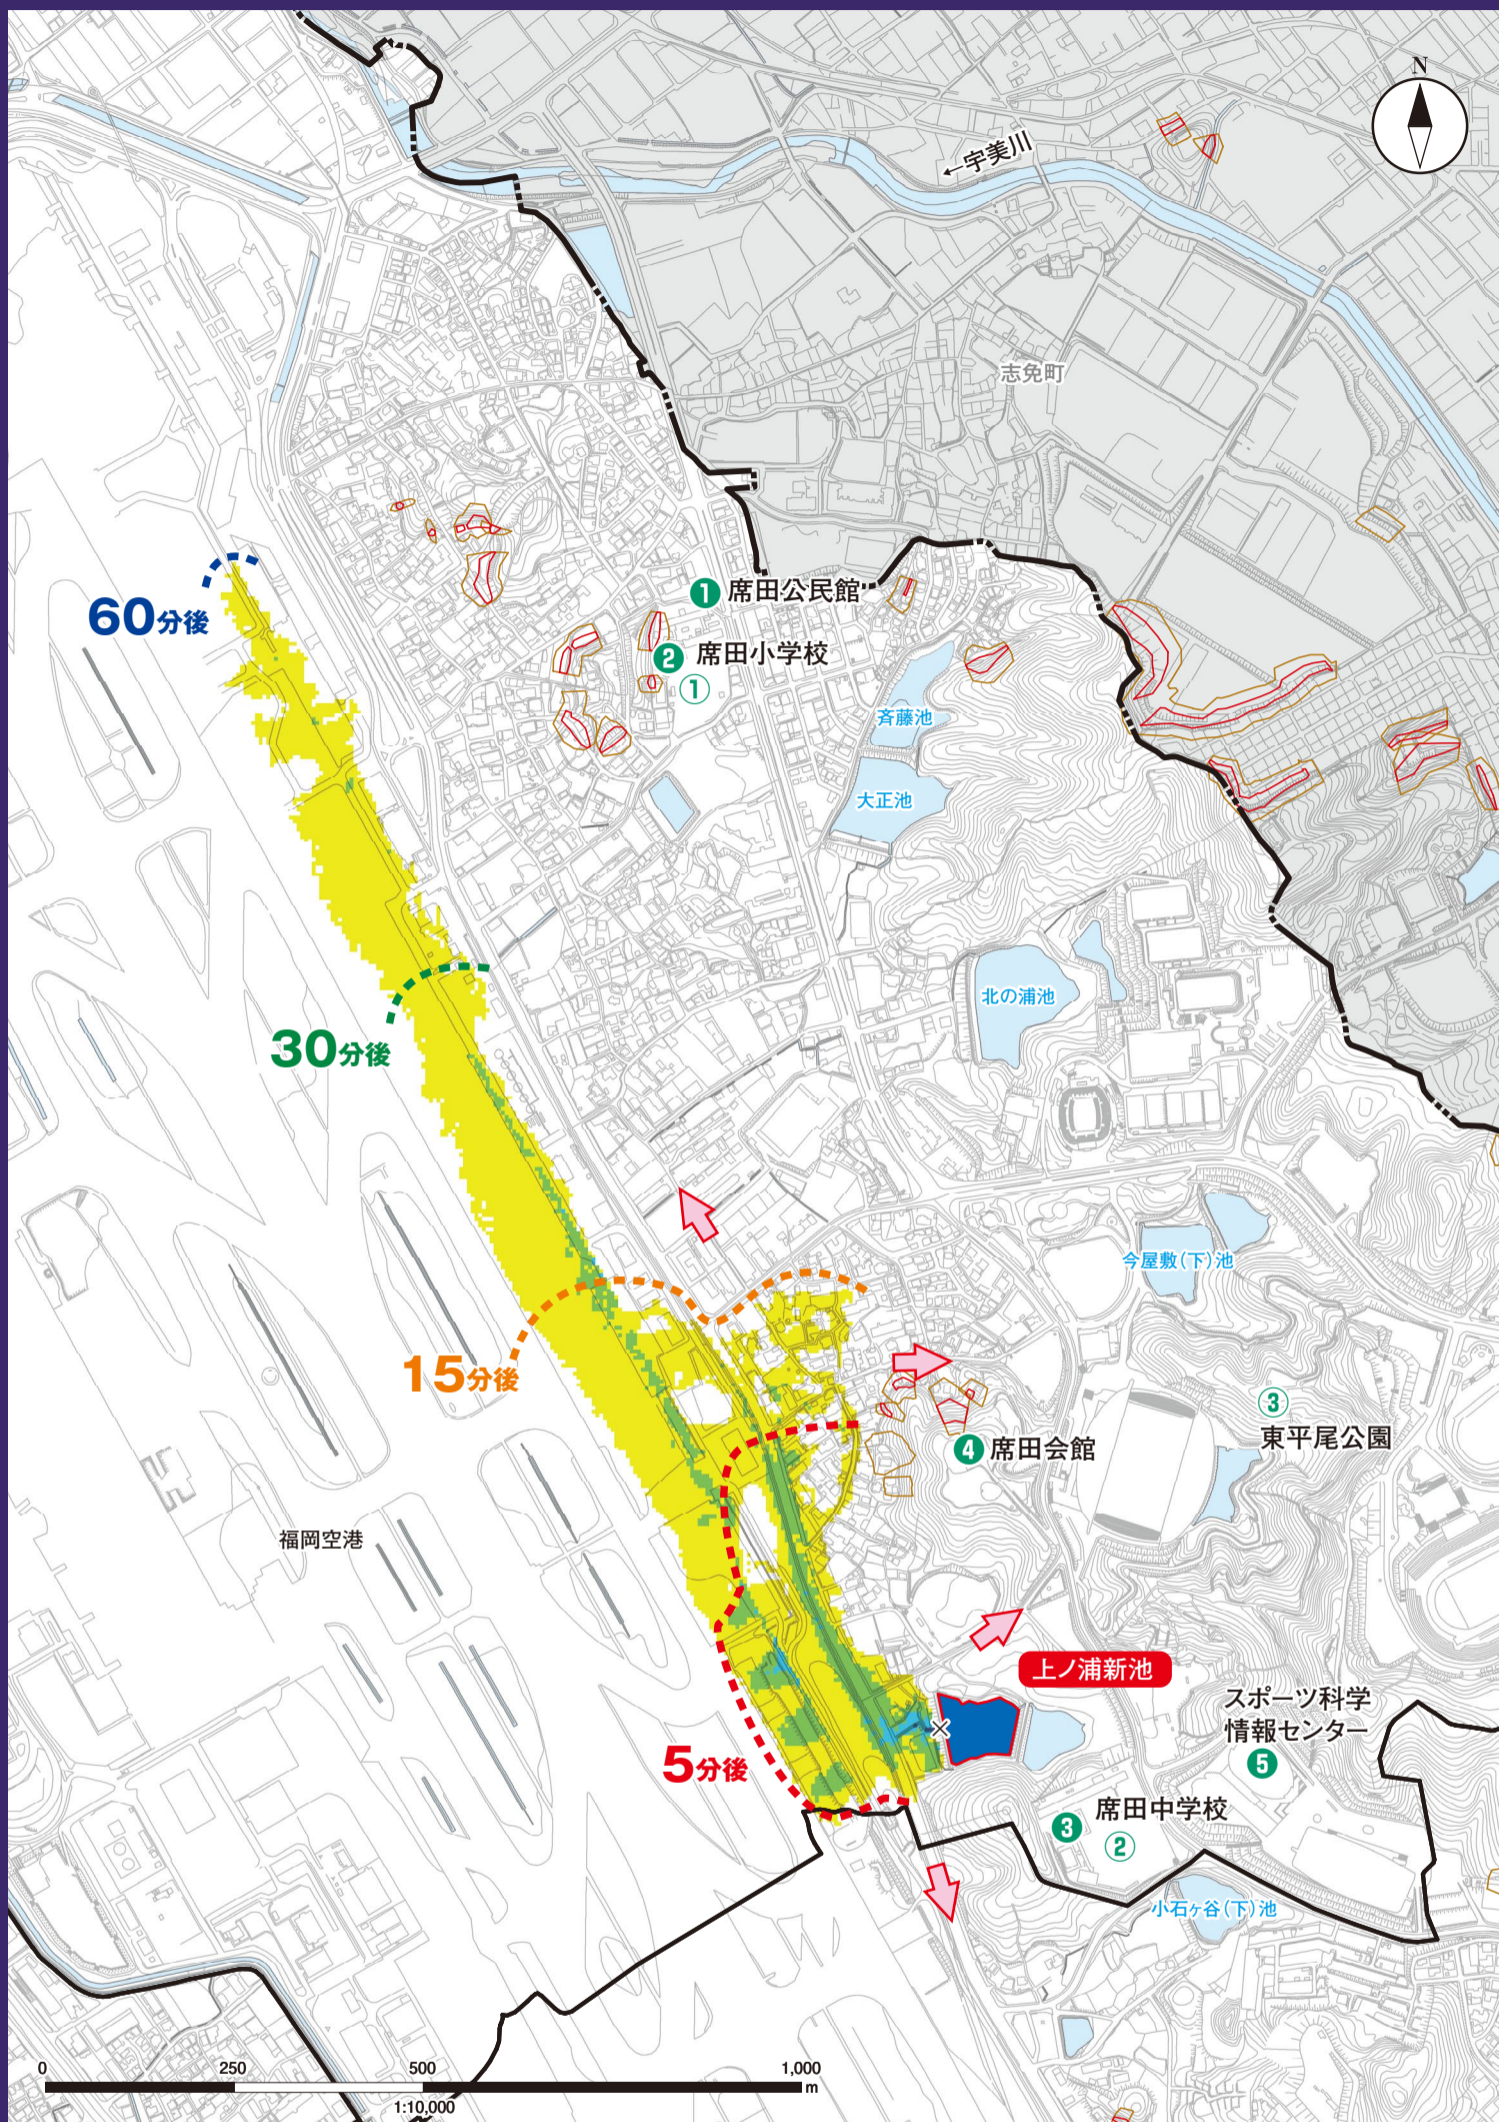 N
←宇美川
志免町
1 席田公民館
60分後
2 席田小学校
①
斉藤池
大正池
北の浦池
30分後
今屋敷(下)池
15分後
③
東平尾公園
4 席田会館
福岡空港
上ノ浦新池
スポーツ科学
情報センター
5
5分後
席田中学校
3
②
小石ヶ谷(下)池
0 250 500 1,000
m
1:10,000